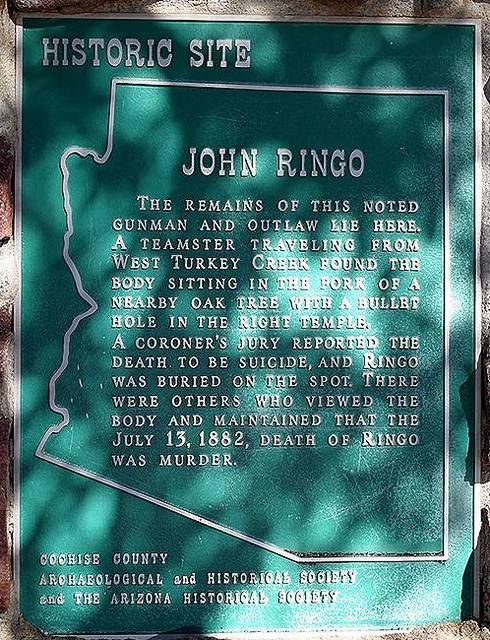 HISTORIC SITE
JOHN RINGO
THE REMAINS OF THIS NOTED
GUNMAN AND OUTLAW LIE HERE.
A TEAMSTER TRAVELING FROM
WEST TURKEY CREEK FOUND THE
BODY SITTING IN THE FORK OF A
NEARBY OAK TREE WITH A BULLET
HOLE IN THE RIGHT TEMPLE.
A CORONER'S JURY REPORTED THE
DEATH TO BE SUICIDE, AND RINGO
WAS BURIED ON THE SPOT. THERE
WERE OTHERS WHO VIEWED THE
BODY AND MAINTAINED THAT THE
JULY 13, 1882, DEATH OF RINGO
WAS MURDER.
COCHISE COUNTY
ARCHAEOLOGICAL and HISTORICAL SOCIETY
and THE ARIZONA HISTORICAL SOCIETY